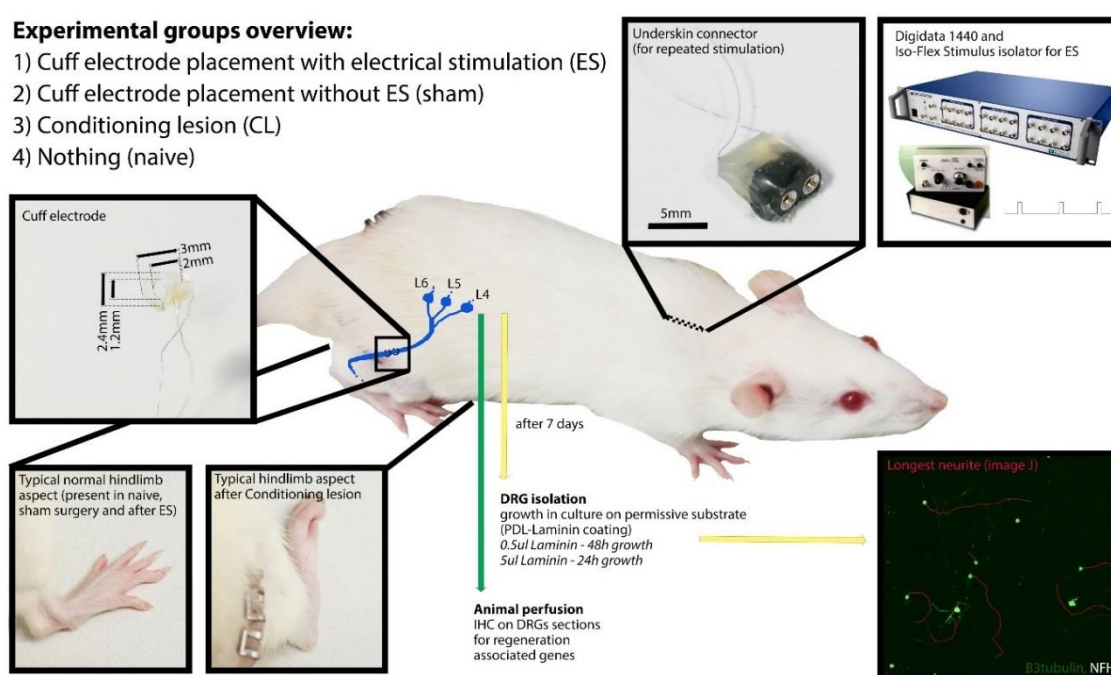 Experimental groups overview:
1) Cuff electrode placement with electrical stimulation (ES)
2) Cuff electrode placement without ES (sham)
3) Conditioning lesion (CL)
4) Nothing (naive)
Underskin connector
(for repeated stimulation)
5mm
Digidata 1440 and
Iso-Flex Stimulus isolator for ES
Cuff electrode
3mm
2mm
2.4mm
1.2mm
L6
L5
L4
after 7 days
Typical normal hindlimb
aspect (present in naive,
sham surgery and after ES)
Typical hindlimb aspect
after Conditioning lesion
DRG isolation
growth in culture on permissive substrate
(PDL-Laminin coating)
0.5ul Laminin - 48h growth
5ul Laminin - 24h growth
Animal perfusion
IHC on DRGs sections
for regeneration
associated genes
Longest neurite (image J)
B3tubulin, NFH